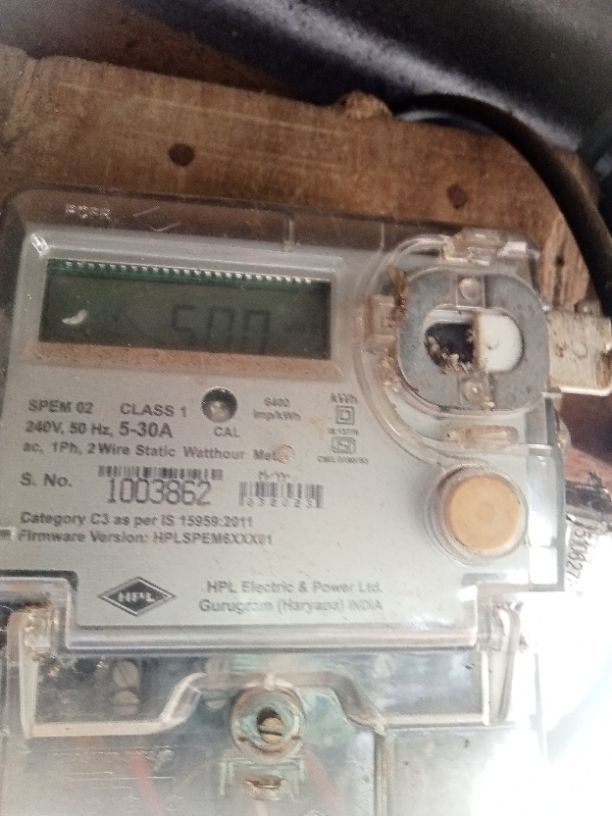 500
SPEM 02 CLASS 1
6400 imp/kWh
kWh
240V, 50 Hz, 5-30A
CAL
ac, 1Ph, 2 Wire Static Watthour Meter
S. No. 1003862
Category C3 as per IS 15959:2011
Firmware Version: HPLSPEM6XXX01
HPL
HPL Electric & Power Ltd.
Gurugram (Haryana) INDIA